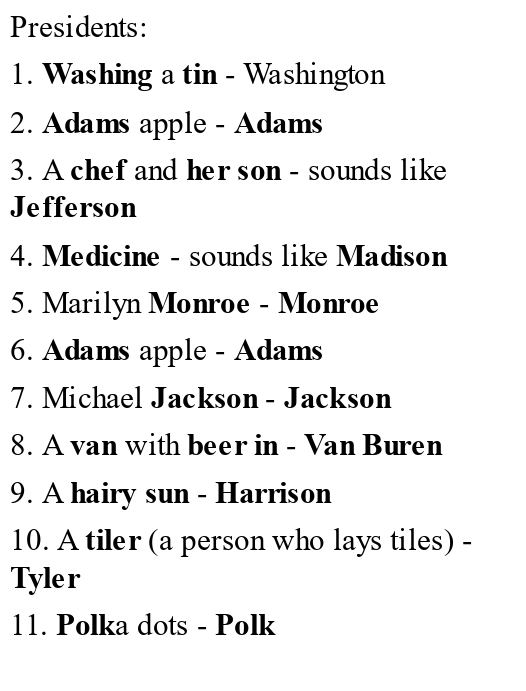 Presidents:
1. Washing a tin - Washington
2. Adams apple - Adams
3. A chef and her son - sounds like
Jefferson
4. Medicine - sounds like Madison
5. Marilyn Monroe - Monroe
6. Adams apple - Adams
7. Michael Jackson - Jackson
8. A van with beer in - Van Buren
9. A hairy sun - Harrison
10. A tiler (a person who lays tiles) -
Tyler
11. Polka dots - Polk